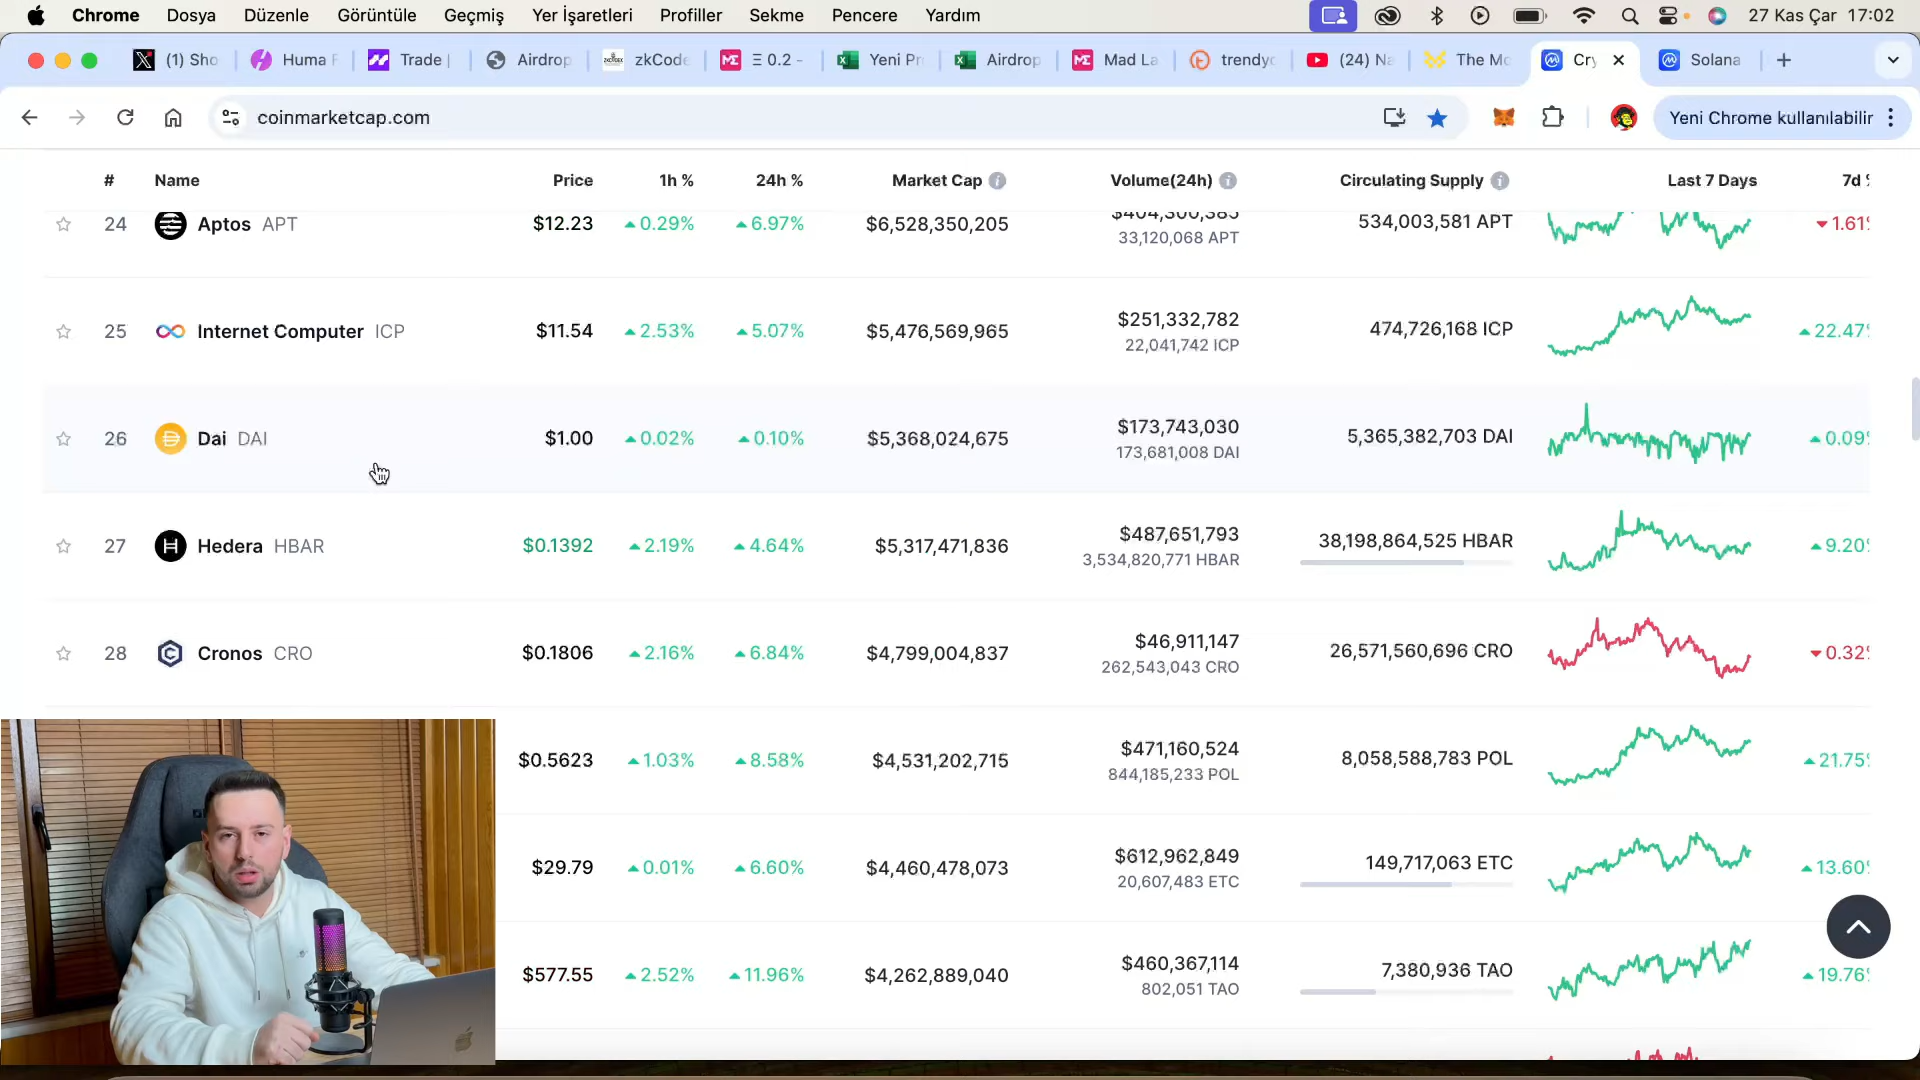 Chrome Dosya Düzenle Görüntüle Geçmiş Yer İşaretleri Profiller Sekme Pencere Yardım 27 Kas Çar 17:02
(1) Sho Huma F Trade | Airdrop zkCode Ξ 0.2 - Yeni Pr Airdrop Mad La trendyo (24) Na The Mo Cry Solana
coinmarketcap.com Yeni Chrome kullanılabilir
# Name Price 1h % 24h % Market Cap Volume(24h) Circulating Supply Last 7 Days 7d %
24 Aptos APT $12.23 0.29% 6.97% $6,528,350,205 $404,300,385 534,003,581 APT 1.61%
33,120,068 APT
25 Internet Computer ICP $11.54 2.53% 5.07% $5,476,569,965 $251,332,782 474,726,168 ICP 22.47%
22,041,742 ICP
26 Dai DAI $1.00 0.02% 0.10% $5,368,024,675 $173,743,030 5,365,382,703 DAI 0.09%
173,681,008 DAI
27 Hedera HBAR $0.1392 2.19% 4.64% $5,317,471,836 $487,651,793 38,198,864,525 HBAR 9.20%
3,534,820,771 HBAR
28 Cronos CRO $0.1806 2.16% 6.84% $4,799,004,837 $46,911,147 26,571,560,696 CRO 0.32%
262,543,043 CRO
$0.5623 1.03% 8.58% $4,531,202,715 $471,160,524 8,058,588,783 POL 21.75%
844,185,233 POL
$29.79 0.01% 6.60% $4,460,478,073 $612,962,849 149,717,063 ETC 13.60%
20,607,483 ETC
$577.55 2.52% 11.96% $4,262,889,040 $460,367,114 7,380,936 TAO 19.76%
802,051 TAO